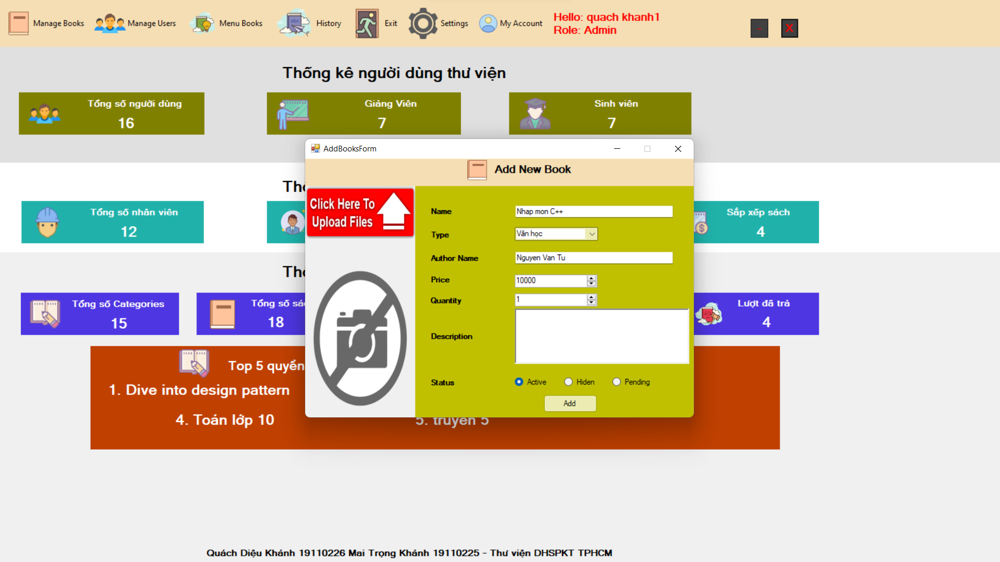 Manage Books
Manage Users
Menu Books
History
Exit
Settings
My Account
Hello: quach khanh1
Role: Admin
-
X
Thống kê người dùng thư viện
Tổng số người dùng
16
Giảng Viên
7
Sinh viên
7
AddBooksForm
Add New Book
Click Here To
Upload Files
Name
Nhap mon C++
Type
Văn học
Author Name
Nguyen Van Tu
Price
10000
Quantity
1
Description
Status
Active
Hiden
Pending
Add
Tổng số nhân viên
12
Sắp xếp sách
4
Tổng số Categories
15
Tổng số
18
Lượt đã trả
4
Top 5 quyển
1. Dive into design pattern
4. Toán lớp 10
5. truyen 5
Quách Diệu Khánh 19110226 Mai Trọng Khánh 19110225 - Thư viện DHSPKT TPHCM